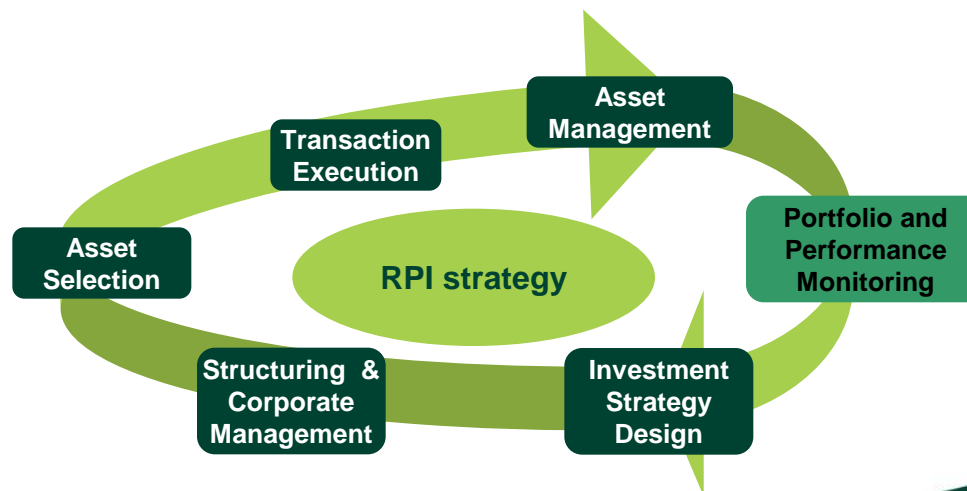 Asset
Management
Transaction
Execution
Portfolio and
Performance
Monitoring
Asset
Selection
RPI strategy
Structuring &
Corporate
Management
Investment
Strategy
Design